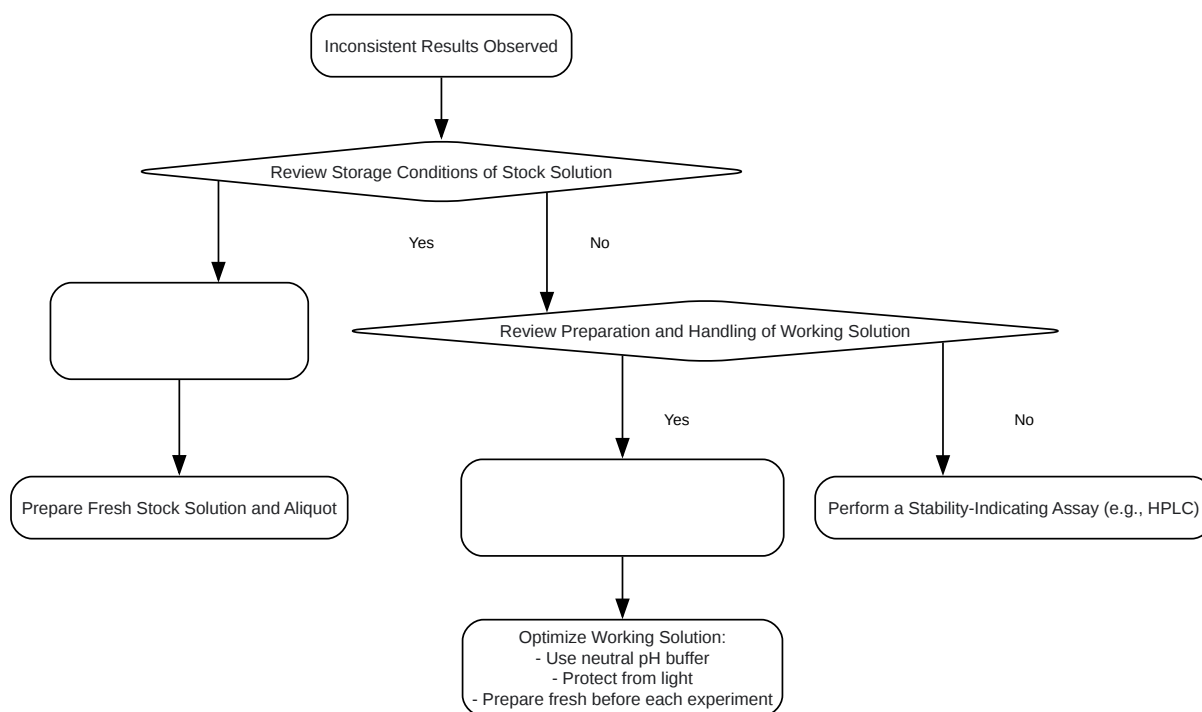 Inconsistent Results Observed
Review Storage Conditions of Stock Solution
Yes
No
Review Preparation and Handling of Working Solution
Yes
No
Prepare Fresh Stock Solution and Aliquot
Perform a Stability-Indicating Assay (e.g., HPLC)
Optimize Working Solution:
- Use neutral pH buffer
- Protect from light
- Prepare fresh before each experiment